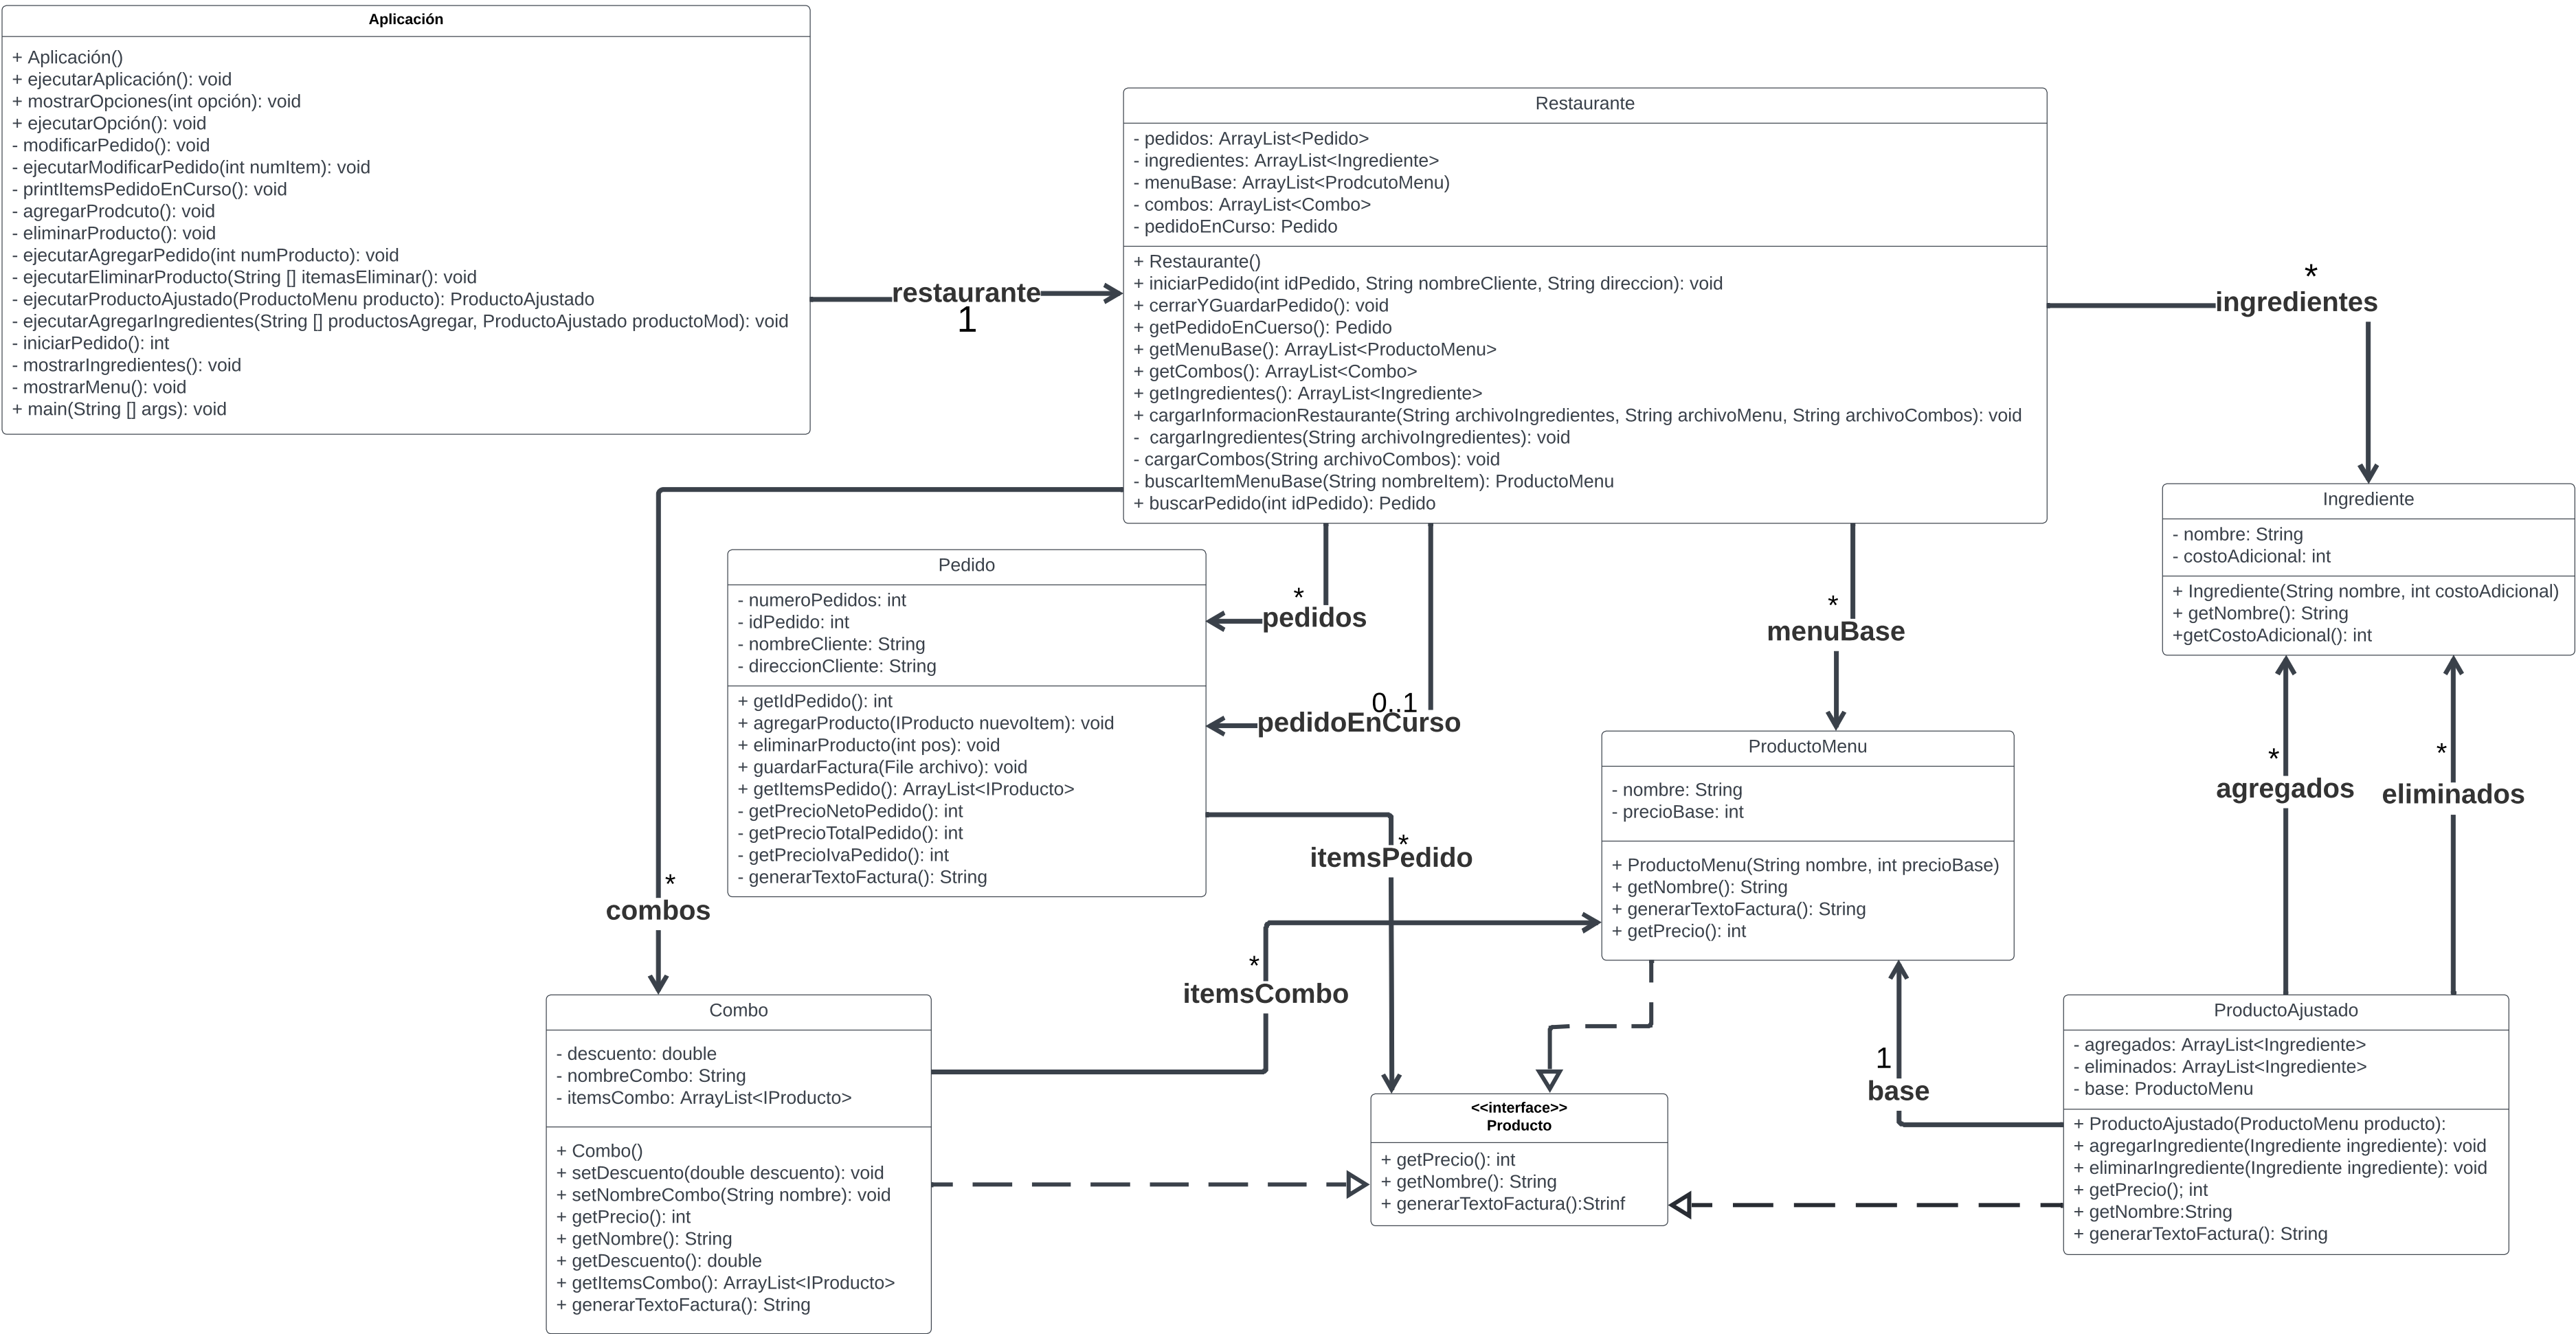 Aplicación
+ Aplicación()
+ ejecutarAplicación(): void
+ mostrarOpciones(int opción): void
+ ejecutarOpción(): void
- modificarPedido(): void
- ejecutarModificarPedido(int numItem): void
- printItemsPedidoEnCurso(): void
- agregarProdcuto(): void
- eliminarProducto(): void
- ejecutarAgregarPedido(int numProducto): void
- ejecutarEliminarProducto(String [] itemasEliminar(): void
- ejecutarProductoAjustado(ProductoMenu producto): ProductoAjustado
- ejecutarAgregarIngredientes(String [] productosAgregar, ProductoAjustado productoMod): void
- iniciarPedido(): int
- mostrarIngredientes(): void
- mostrarMenu(): void
+ main(String [] args): void
restaurante
1
Restaurante
- pedidos: ArrayList<Pedido>
- ingredientes: ArrayList<Ingrediente>
- menuBase: ArrayList<ProdcutoMenu)
- combos: ArrayList<Combo>
- pedidoEnCurso: Pedido
+ Restaurante()
+ iniciarPedido(int idPedido, String nombreCliente, String direccion): void
+ cerrarYGuardarPedido(): void
+ getPedidoEnCuerso(): Pedido
+ getMenuBase(): ArrayList<ProductoMenu>
+ getCombos(): ArrayList<Combo>
+ getIngredientes(): ArrayList<Ingrediente>
+ cargarInformacionRestaurante(String archivoIngredientes, String archivoMenu, String archivoCombos): void
-  cargarIngredientes(String archivoIngredientes): void
- cargarCombos(String archivoCombos): void
- buscarItemMenuBase(String nombreItem): ProductoMenu
+ buscarPedido(int idPedido): Pedido
*
ingredientes
Ingrediente
- nombre: String
- costoAdicional: int
+ Ingrediente(String nombre, int costoAdicional)
+ getNombre(): String
+getCostoAdicional(): int
Pedido
- numeroPedidos: int
- idPedido: int
- nombreCliente: String
- direccionCliente: String
+ getIdPedido(): int
+ agregarProducto(IProducto nuevoItem): void
+ eliminarProducto(int pos): void
+ guardarFactura(File archivo): void
+ getItemsPedido(): ArrayList<IProducto>
- getPrecioNetoPedido(): int
- getPrecioTotalPedido(): int
- getPrecioIvaPedido(): int
- generarTextoFactura(): String
*
pedidos
0..1
pedidoEnCurso
*
menuBase
ProductoMenu
- nombre: String
- precioBase: int
+ ProductoMenu(String nombre, int precioBase)
+ getNombre(): String
+ generarTextoFactura(): String
+ getPrecio(): int
*
agregados
*
eliminados
*
itemsPedido
*
combos
*
itemsCombo
1
base
Combo
- descuento: double
- nombreCombo: String
- itemsCombo: ArrayList<IProducto>
+ Combo()
+ setDescuento(double descuento): void
+ setNombreCombo(String nombre): void
+ getPrecio(): int
+ getNombre(): String
+ getDescuento(): double
+ getItemsCombo(): ArrayList<IProducto>
+ generarTextoFactura(): String
<<interface>>
Producto
+ getPrecio(): int
+ getNombre(): String
+ generarTextoFactura():Strinf
ProductoAjustado
- agregados: ArrayList<Ingrediente>
- eliminados: ArrayList<Ingrediente>
- base: ProductoMenu
+ ProductoAjustado(ProductoMenu producto):
+ agregarIngrediente(Ingrediente ingrediente): void
+ eliminarIngrediente(Ingrediente ingrediente): void
+ getPrecio(); int
+ getNombre:String
+ generarTextoFactura(): String